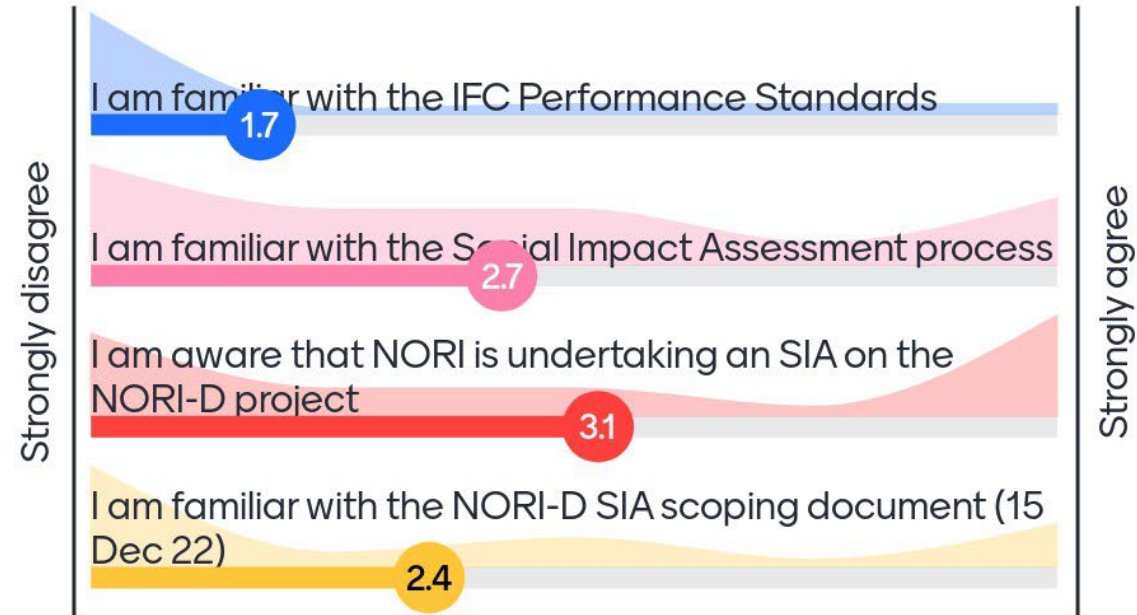 Strongly disagree
I am familiar with the IFC Performance Standards
1.7
I am familiar with the Social Impact Assessment process
2.7
I am aware that NORI is undertaking an SIA on the
NORI-D project
3.1
I am familiar with the NORI-D SIA scoping document (15
Dec 22)
2.4
Strongly agree